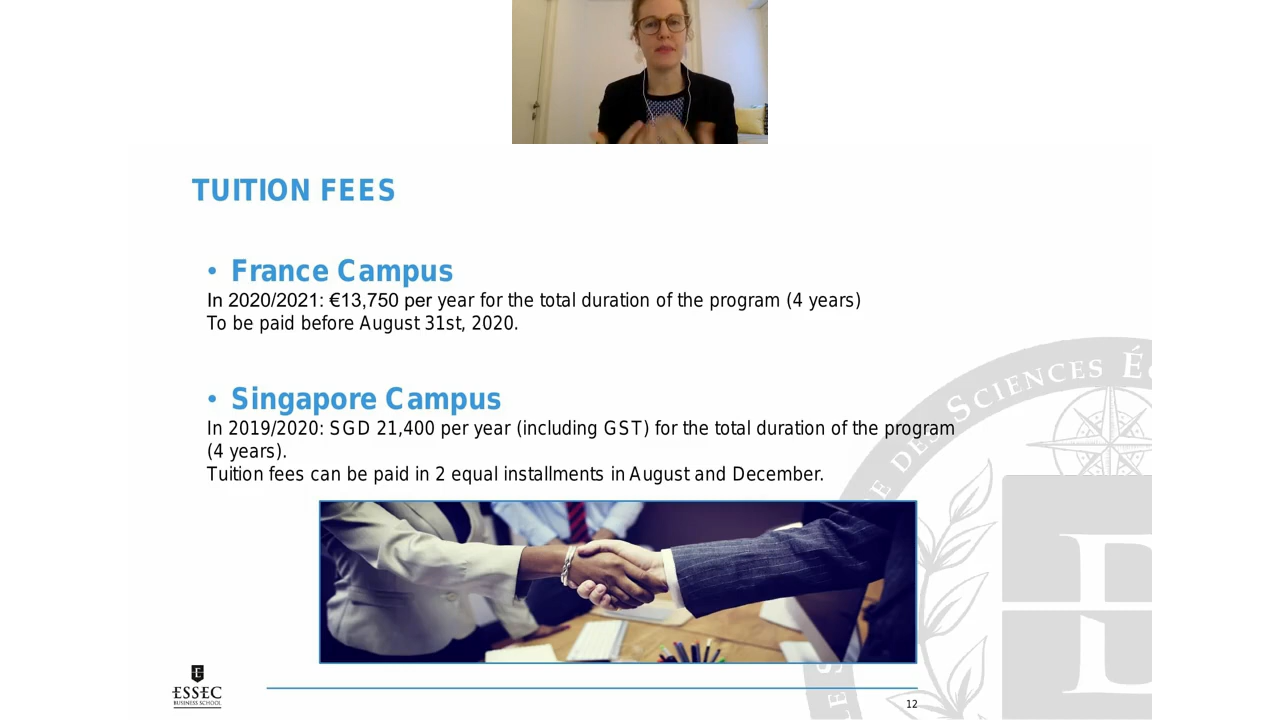 TUITION FEES
• France Campus
In 2020/2021: €13,750 per year for the total duration of the program (4 years)
To be paid before August 31st, 2020.
• Singapore Campus
In 2019/2020: SGD 21,400 per year (including GST) for the total duration of the program
(4 years).
Tuition fees can be paid in 2 equal installments in August and December.
DES SCIENCES É
ESSEC
BUSINESS SCHOOL
12